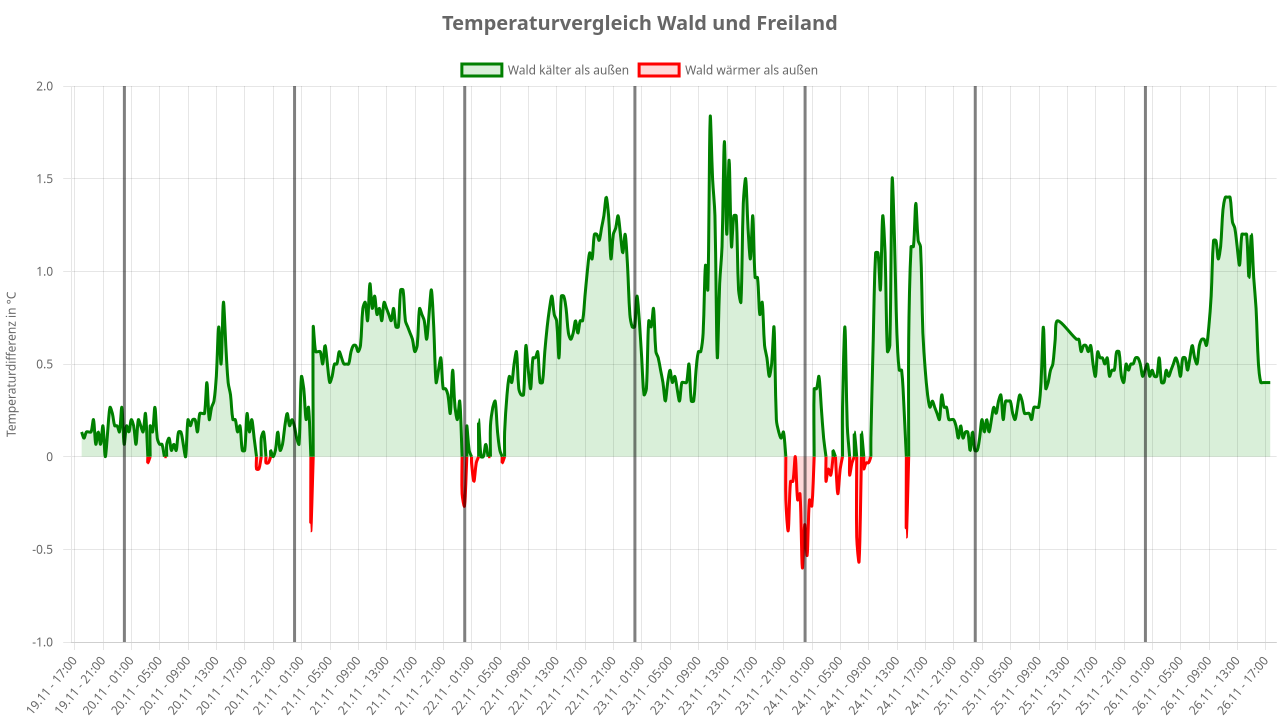 Temperaturvergleich Wald und Freiland
Wald kälter als außen
Wald wärmer als außen
Temperaturdifferenz in °C
2.0
1.5
1.0
0.5
0
-0.5
-1.0
19.11 - 17:00
19.11 - 21:00
20.11 - 01:00
20.11 - 05:00
20.11 - 09:00
20.11 - 13:00
20.11 - 17:00
20.11 - 21:00
21.11 - 01:00
21.11 - 05:00
21.11 - 09:00
21.11 - 13:00
21.11 - 17:00
21.11 - 21:00
22.11 - 01:00
22.11 - 05:00
22.11 - 09:00
22.11 - 13:00
22.11 - 17:00
22.11 - 21:00
23.11 - 01:00
23.11 - 05:00
23.11 - 09:00
23.11 - 13:00
23.11 - 17:00
23.11 - 21:00
24.11 - 01:00
24.11 - 05:00
24.11 - 09:00
24.11 - 13:00
24.11 - 17:00
24.11 - 21:00
25.11 - 01:00
25.11 - 05:00
25.11 - 09:00
25.11 - 13:00
25.11 - 17:00
25.11 - 21:00
26.11 - 01:00
26.11 - 05:00
26.11 - 09:00
26.11 - 13:00
26.11 - 17:00